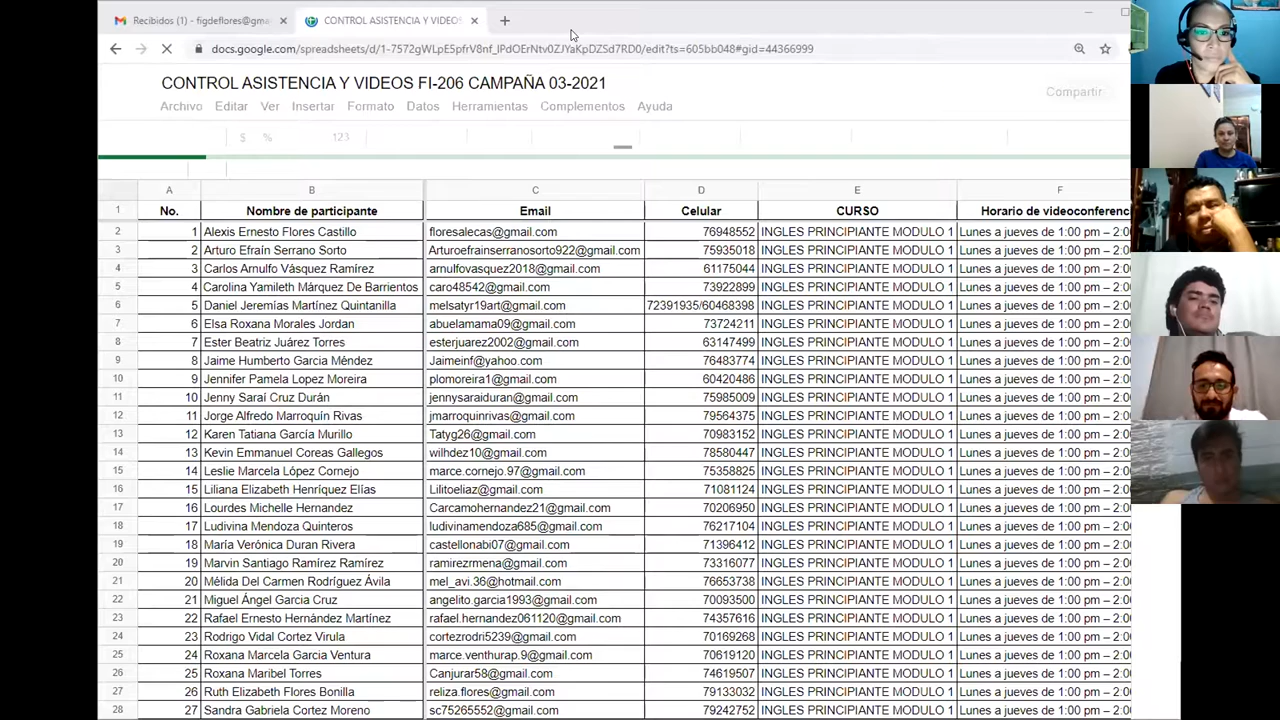 Recibidos (1) - figdeflores@gma
CONTROL ASISTENCIA Y VIDEOS
docs.google.com/spreadsheets/d/1-7572gWLpE5pfrV8nf_lPdOErNtv0ZJYaKpDZSd7RD0/edit?ts=605bb048#gid=44366999
CONTROL ASISTENCIA Y VIDEOS FI-206 CAMPAÑA 03-2021
Compartir
Archivo Editar Ver Insertar Formato Datos Herramientas Complementos Ayuda
$ % 123
A B C D E F
1 No. Nombre de participante Email Celular CURSO Horario de videoconferenc
2 1 Alexis Ernesto Flores Castillo floresalecas@gmail.com 76948552 INGLES PRINCIPIANTE MODULO 1 Lunes a jueves de 1:00 pm – 2:0
3 2 Arturo Efraín Serrano Sorto Arturoefrainserranosorto922@gmail.com 75935018 INGLES PRINCIPIANTE MODULO 1 Lunes a jueves de 1:00 pm – 2:0
4 3 Carlos Arnulfo Vásquez Ramírez arnulfovasquez2018@gmail.com 61175044 INGLES PRINCIPIANTE MODULO 1 Lunes a jueves de 1:00 pm – 2:0
5 4 Carolina Yamileth Márquez De Barrientos caro48542@gmail.com 73922899 INGLES PRINCIPIANTE MODULO 1 Lunes a jueves de 1:00 pm – 2:0
6 5 Daniel Jeremías Martínez Quintanilla melsatyr19art@gmail.com 72391935/60468398 INGLES PRINCIPIANTE MODULO 1 Lunes a jueves de 1:00 pm – 2:0
7 6 Elsa Roxana Morales Jordan abuelamama09@gmail.com 73724211 INGLES PRINCIPIANTE MODULO 1 Lunes a jueves de 1:00 pm – 2:0
8 7 Ester Beatriz Juárez Torres esterjuarez2002@gmail.com 63147499 INGLES PRINCIPIANTE MODULO 1 Lunes a jueves de 1:00 pm – 2:0
9 8 Jaime Humberto Garcia Méndez Jaimeinf@yahoo.com 76483774 INGLES PRINCIPIANTE MODULO 1 Lunes a jueves de 1:00 pm – 2:0
10 9 Jennifer Pamela Lopez Moreira plomoreira1@gmail.com 60420486 INGLES PRINCIPIANTE MODULO 1 Lunes a jueves de 1:00 pm – 2:0
11 10 Jenny Saraí Cruz Durán jennysaraiduran@gmail.com 75985009 INGLES PRINCIPIANTE MODULO 1 Lunes a jueves de 1:00 pm – 2:0
12 11 Jorge Alfredo Marroquín Rivas jmarroquinrivas@gmail.com 79564375 INGLES PRINCIPIANTE MODULO 1 Lunes a jueves de 1:00 pm – 2:0
13 12 Karen Tatiana García Murillo Tatyg26@gmail.com 70983152 INGLES PRINCIPIANTE MODULO 1 Lunes a jueves de 1:00 pm – 2:0
14 13 Kevin Emmanuel Coreas Gallegos wilhdez10@gmail.com 78580447 INGLES PRINCIPIANTE MODULO 1 Lunes a jueves de 1:00 pm – 2:0
15 14 Leslie Marcela López Cornejo marce.cornejo.97@gmail.com 75358825 INGLES PRINCIPIANTE MODULO 1 Lunes a jueves de 1:00 pm – 2:0
16 15 Liliana Elizabeth Henríquez Elías Lilitoeliaz@gmail.com 71081124 INGLES PRINCIPIANTE MODULO 1 Lunes a jueves de 1:00 pm – 2:0
17 16 Lourdes Michelle Hernandez Carcamohernandez21@gmail.com 70206950 INGLES PRINCIPIANTE MODULO 1 Lunes a jueves de 1:00 pm – 2:0
18 17 Ludivina Mendoza Quinteros ludivinamendoza685@gmail.com 76217104 INGLES PRINCIPIANTE MODULO 1 Lunes a jueves de 1:00 pm – 2:0
19 18 María Verónica Duran Rivera castellonabi07@gmail.com 71396412 INGLES PRINCIPIANTE MODULO 1 Lunes a jueves de 1:00 pm – 2:0
20 19 Marvin Santiago Ramírez Ramírez ramirezrmena@gmail.com 73316077 INGLES PRINCIPIANTE MODULO 1 Lunes a jueves de 1:00 pm – 2:0
21 20 Mélida Del Carmen Rodríguez Ávila mel_avi.36@hotmail.com 76653738 INGLES PRINCIPIANTE MODULO 1 Lunes a jueves de 1:00 pm – 2:0
22 21 Miguel Ángel Garcia Cruz angelito.garcia1993@gmail.com 70093500 INGLES PRINCIPIANTE MODULO 1 Lunes a jueves de 1:00 pm – 2:0
23 22 Rafael Ernesto Hernández Martínez rafael.hernandez061120@gmail.com 74357616 INGLES PRINCIPIANTE MODULO 1 Lunes a jueves de 1:00 pm – 2:0
24 23 Rodrigo Vidal Cortez Virula cortezrodri5239@gmail.com 70169268 INGLES PRINCIPIANTE MODULO 1 Lunes a jueves de 1:00 pm – 2:0
25 24 Roxana Marcela Garcia Ventura marce.venthurap.9@gmail.com 70619120 INGLES PRINCIPIANTE MODULO 1 Lunes a jueves de 1:00 pm – 2:0
26 25 Roxana Maribel Torres Canjurar58@gmail.com 74619507 INGLES PRINCIPIANTE MODULO 1 Lunes a jueves de 1:00 pm – 2:0
27 26 Ruth Elizabeth Flores Bonilla reliza.flores@gmail.com 79133032 INGLES PRINCIPIANTE MODULO 1 Lunes a jueves de 1:00 pm – 2:0
28 27 Sandra Gabriela Cortez Moreno sc75265552@gmail.com 79242752 INGLES PRINCIPIANTE MODULO 1 Lunes a jueves de 1:00 pm – 2:0